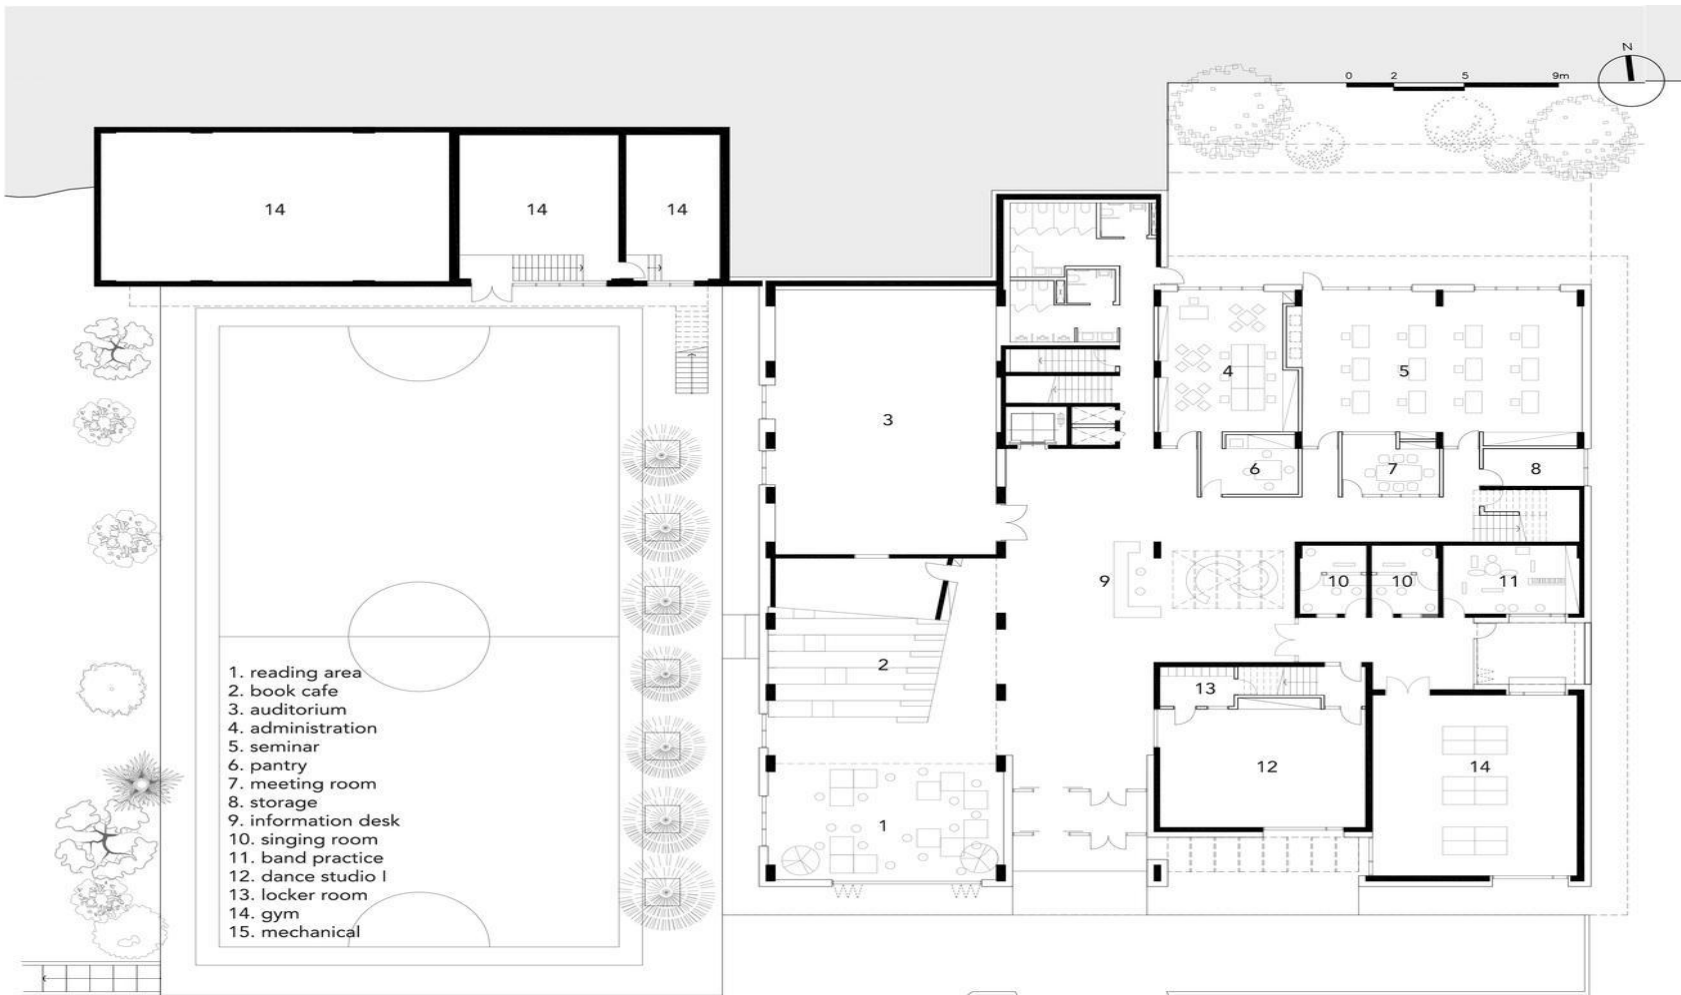 N
0 2 5 9m
14
14
14
3
4
5
6
7
8
9
10
10
11
2
13
12
14
1
1. reading area
2. book cafe
3. auditorium
4. administration
5. seminar
6. pantry
7. meeting room
8. storage
9. information desk
10. singing room
11. band practice
12. dance studio I
13. locker room
14. gym
15. mechanical